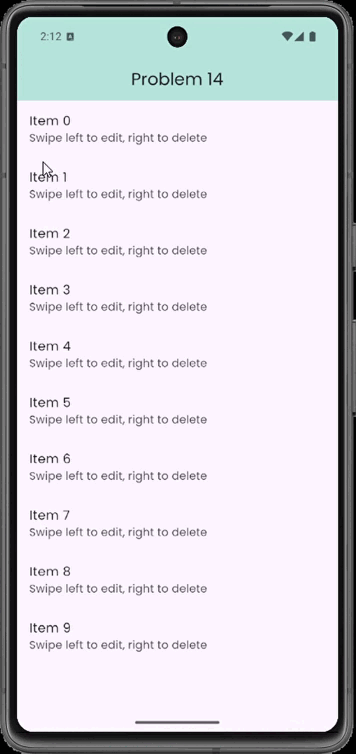 2:12
Problem 14
Item 0
Swipe left to edit, right to delete
Item 1
Swipe left to edit, right to delete
Item 2
Swipe left to edit, right to delete
Item 3
Swipe left to edit, right to delete
Item 4
Swipe left to edit, right to delete
Item 5
Swipe left to edit, right to delete
Item 6
Swipe left to edit, right to delete
Item 7
Swipe left to edit, right to delete
Item 8
Swipe left to edit, right to delete
Item 9
Swipe left to edit, right to delete